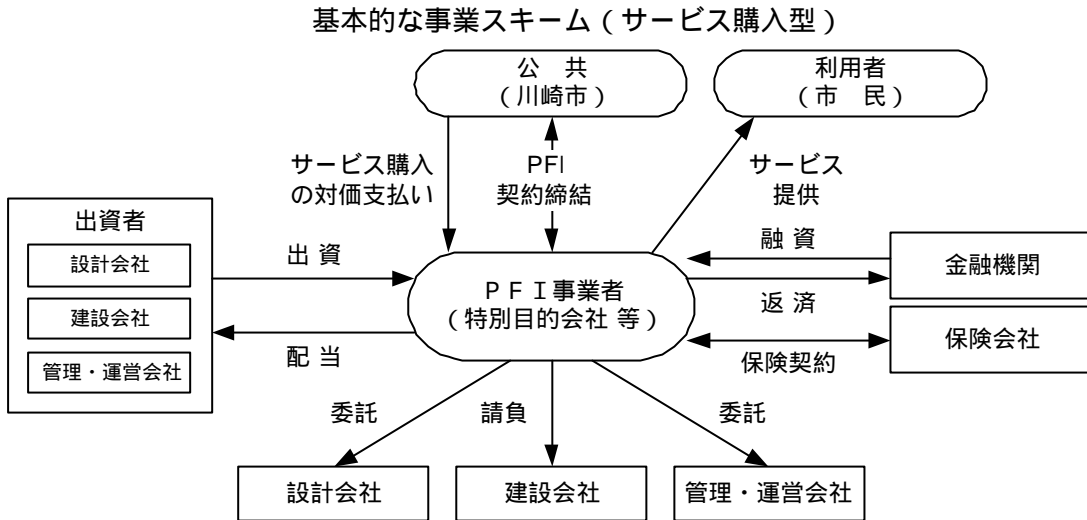 基本的な事業スキーム（サービス購入型）
公　共
（川崎市）
利用者
（市　民）
サービス購入
の対価支払い
PFI
契約締結
サービス
提供
出資者
設計会社
建設会社
管理・運営会社
出 資
配 当
ＰＦＩ事業者
（特別目的会社 等）
融 資
返 済
金融機関
保険契約
保険会社
委託
請負
委託
設計会社
建設会社
管理・運営会社